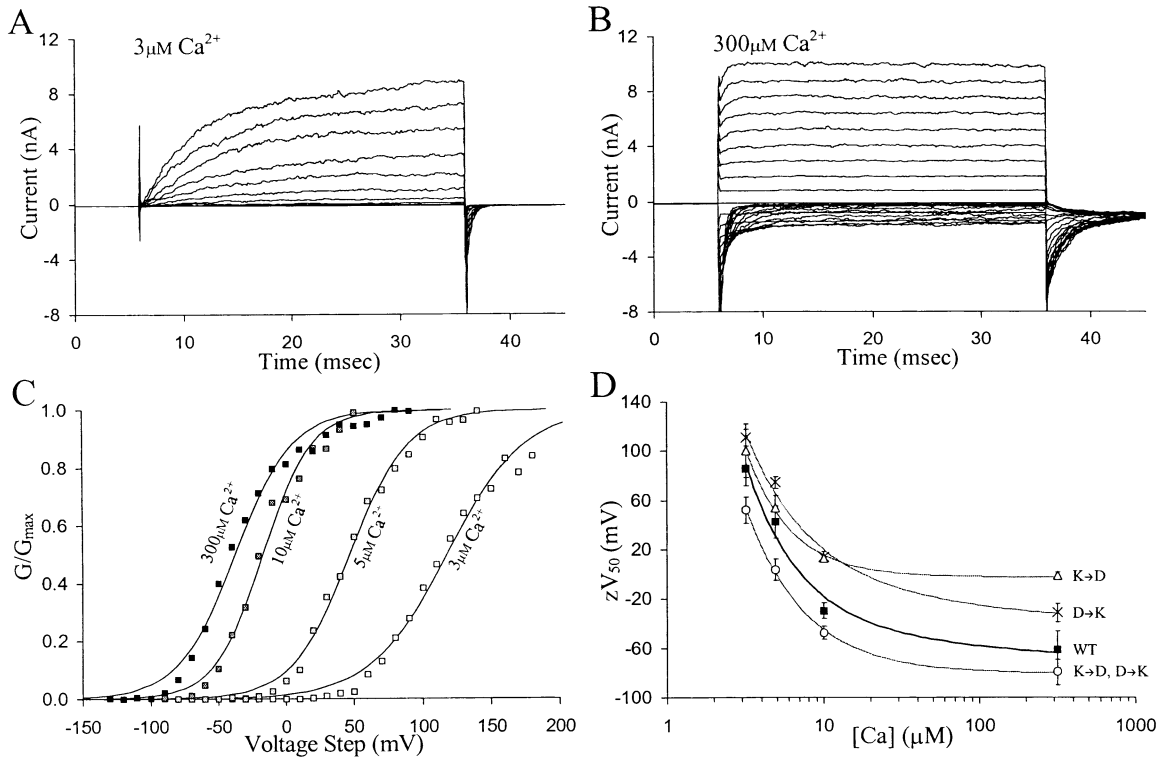 A
3μM Ca2+
12
8
4
0
-4
-8
Current (nA)
0
10
20
30
40
Time (msec)
B
300μM Ca2+
12
8
4
0
-4
-8
Current (nA)
0
10
20
30
40
Time (msec)
C
1.0
0.8
0.6
0.4
0.2
0.0
G/Gmax
300μM Ca2+
10μM Ca2+
5μM Ca2+
3μM Ca2+
-150
-100
-50
0
50
100
150
200
Voltage Step (mV)
D
140
100
60
20
-20
-60
-100
zV50 (mV)
K→D
D→K
WT
K→D, D→K
1
10
100
1000
[Ca] (μM)